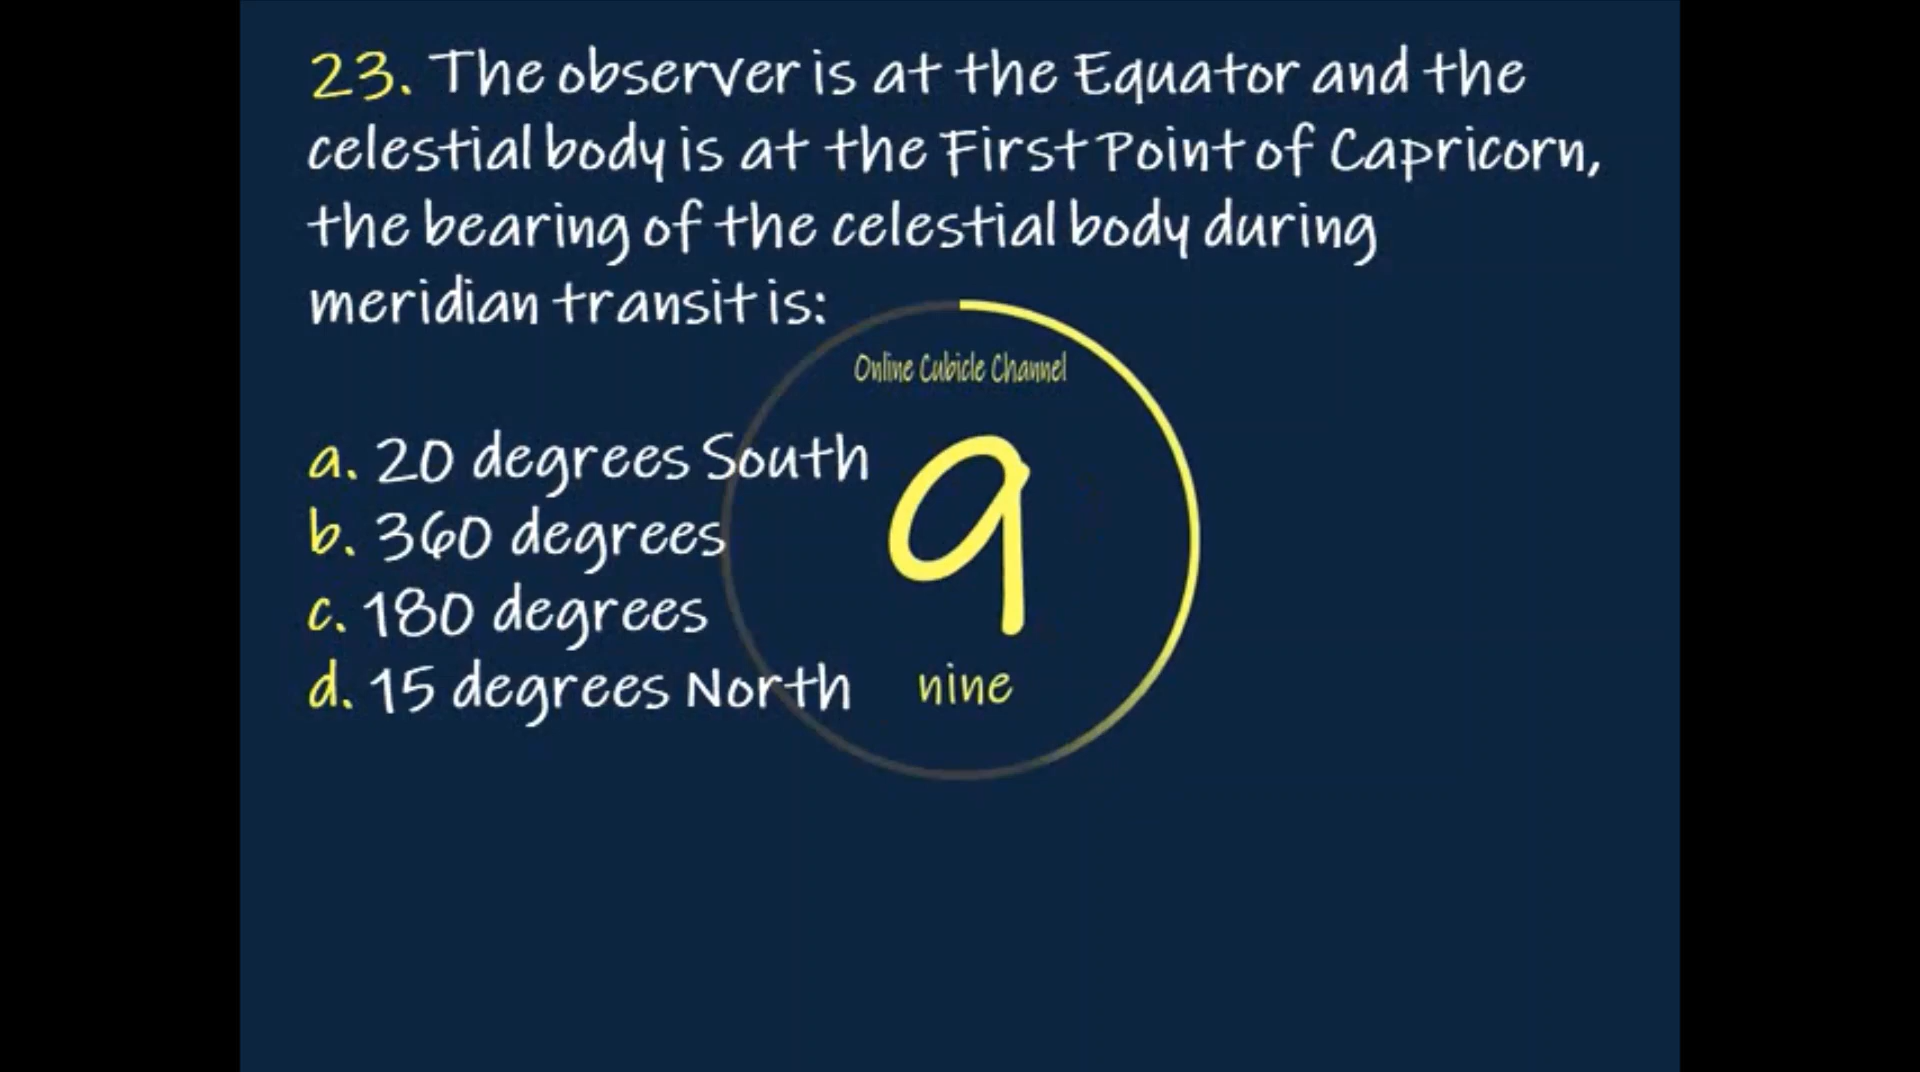 23. The observer is at the Equator and the
celestial body is at the First Point of Capricorn,
the bearing of the celestial body during
meridian transit is:
Online Cubicle Channel
a. 20 degrees South
b. 360 degrees
c. 180 degrees
d. 15 degrees North
9
nine